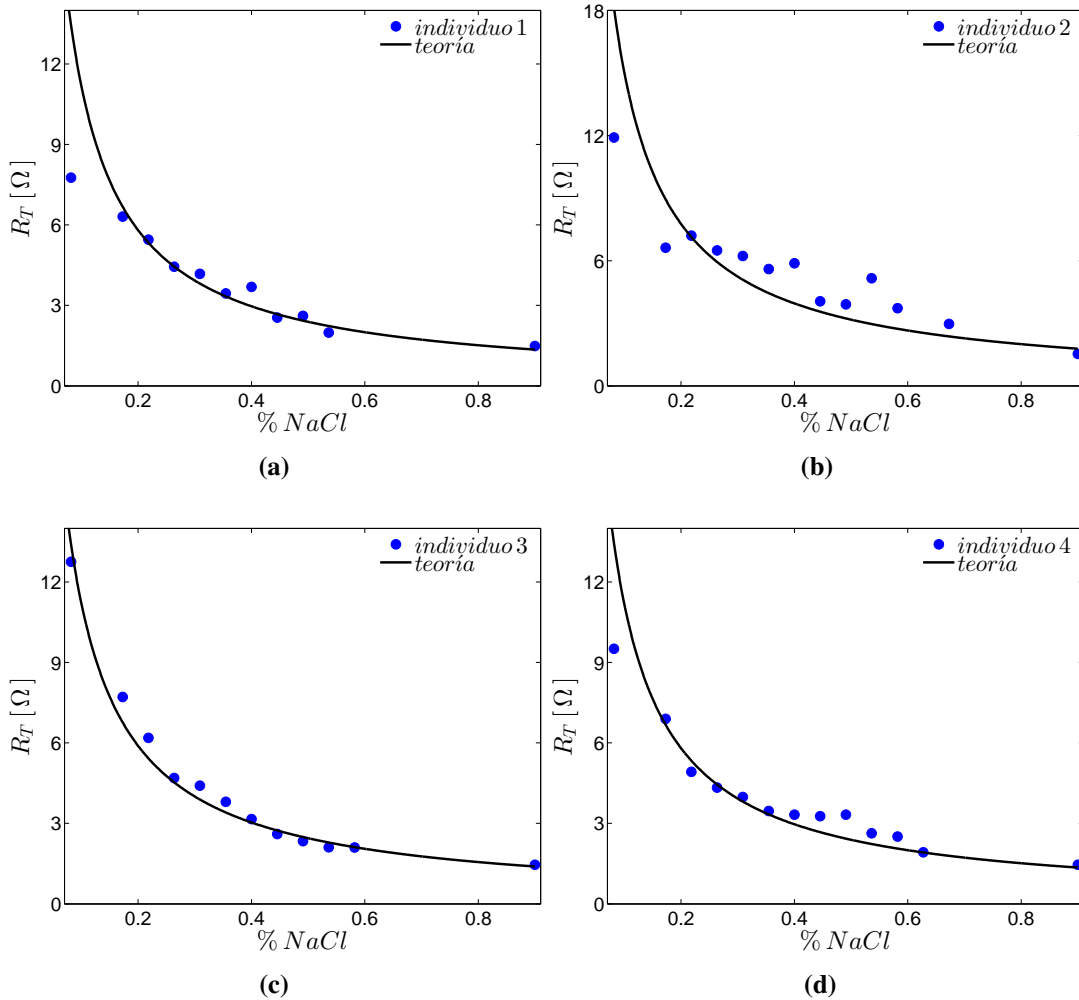 individuo 1
teoría
12
9
6
3
0
R_T [ Ω ]
0.2 0.4 0.6 0.8
% NaCl
(a)
individuo 2
teoría
18
12
6
0
R_T [ Ω ]
0.2 0.4 0.6 0.8
% NaCl
(b)
individuo 3
teoría
12
9
6
3
0
R_T [ Ω ]
0.2 0.4 0.6 0.8
% NaCl
(c)
individuo 4
teoría
12
9
6
3
0
R_T [ Ω ]
0.2 0.4 0.6 0.8
% NaCl
(d)